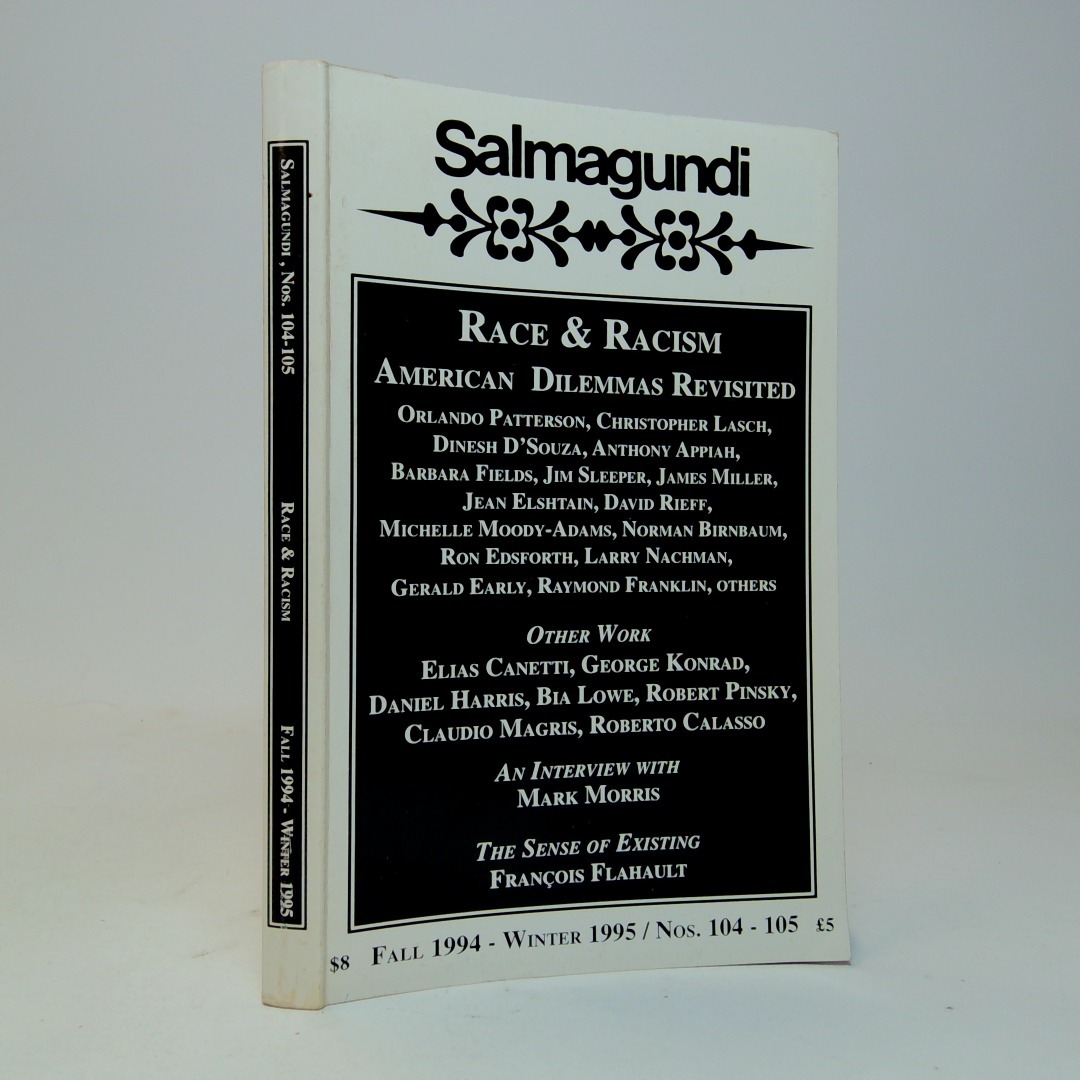 SALMAGUNDI, NOS. 104-105
RACE & RACISM
FALL 1994 - WINTER 1995
Salmagundi
RACE & RACISM
AMERICAN DILEMMAS REVISITED
ORLANDO PATTERSON, CHRISTOPHER LASCH,
DINESH D'SOUZA, ANTHONY APPIAH,
BARBARA FIELDS, JIM SLEEPER, JAMES MILLER,
JEAN ELSHTAIN, DAVID RIEFF,
MICHELLE MOODY-ADAMS, NORMAN BIRNBAUM,
RON EDSFORTH, LARRY NACHMAN,
GERALD EARLY, RAYMOND FRANKLIN, OTHERS
OTHER WORK
ELIAS CANETTI, GEORGE KONRAD,
DANIEL HARRIS, BIA LOWE, ROBERT PINSKY,
CLAUDIO MAGRIS, ROBERTO CALASSO
AN INTERVIEW WITH
MARK MORRIS
THE SENSE OF EXISTING
FRANÇOIS FLAHAULT
$8 FALL 1994 - WINTER 1995 / NOS. 104 - 105 £5